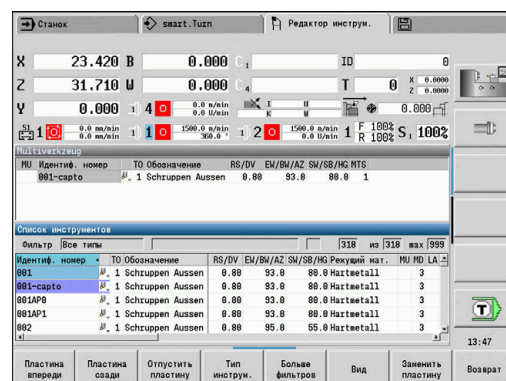 Станок smart.Turn Редактор инструм.
X 23.420 B 0.000 C 1 ID 0
Z 31.710 W 0.000 C 4 T 0 X 0.0000 Z 0.0000
Y 0.000 1) 4 0.0 m/min 0.0 U/min I U K W 0.000
S1 1 0.0 mm/min 0.0 mm/min 1) 1 1500.0 m/min 360.0 ° 1) 2 1500.0 m/min 0.0 U/min 1 F 100% R 100% S1 100%
Multiverkzeug
MU Идентиф. номер TO Обозначение RS/DV EW/BW/AZ SW/SB/HG MTS
001-capto 1 Schruppen Aussen 0.80 93.0 80.0 1
Список инструментов
Фильтр Все типы 318 из 318 max 999
Идентиф. номер TO Обозначение RS/DV EW/BW/AZ SW/SB/HG Режущий мат. MU MD LA
001 1 Schruppen Aussen 0.80 93.0 80.0 Hartmetall 3
001-capto 1 Schruppen Aussen 0.80 93.0 80.0 Hartmetall 3
001AP0 1 Schruppen Aussen 0.80 93.0 80.0 Hartmetall 3
001AP1 1 Schruppen Aussen 0.80 93.0 80.0 Hartmetall 3
002 1 Schruppen Aussen 0.80 95.0 55.0 Hartmetall 3
T
13:47
Пластина впереди Пластина сзади Отпустить пластину Тип инструм. Больше фильтров Вид Заменить пластину Возврат